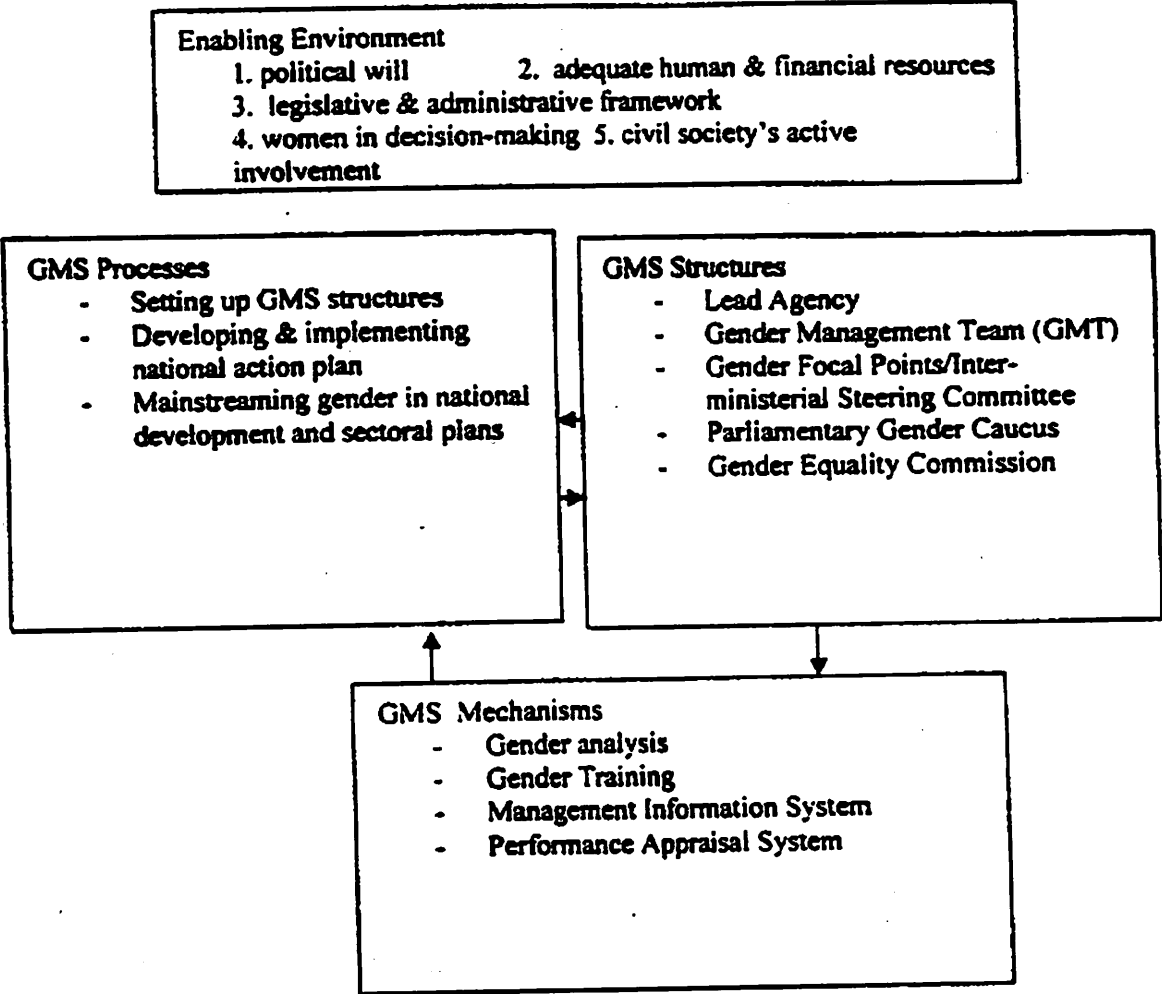 Enabling Environment
1. political will 2. adequate human & financial resources
3. legislative & administrative framework
4. women in decision-making 5. civil society's active
involvement
GMS Processes
- Setting up GMS structures
- Developing & implementing
national action plan
- Mainstreaming gender in national
development and sectoral plans
GMS Structures
- Lead Agency
- Gender Management Team (GMT)
- Gender Focal Points/Inter-
ministerial Steering Committee
- Parliamentary Gender Caucus
- Gender Equality Commission
GMS Mechanisms
- Gender analysis
- Gender Training
- Management Information System
- Performance Appraisal System